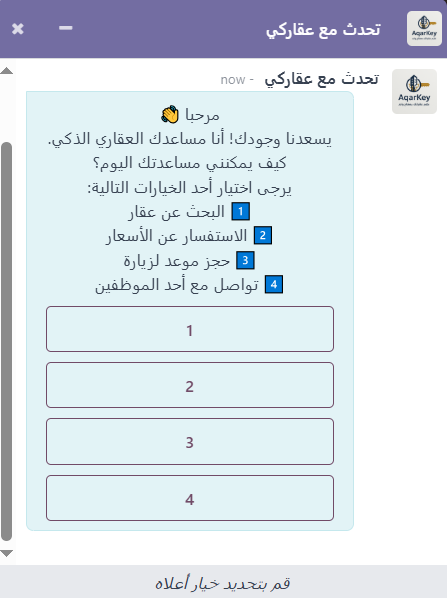 تحدث مع عقاركي
AqarKey
تحدث مع عقاركي - now
AqarKey
مرحبا 👏
يسعدنا وجودك! أنا مساعدك العقاري الذكي.
كيف يمكنني مساعدتك اليوم؟
يرجى اختيار أحد الخيارات التالية:
1️⃣ البحث عن عقار
2️⃣ الاستفسار عن الأسعار
3️⃣ حجز موعد لزيارة
4️⃣ تواصل مع أحد الموظفين
1
2
3
4
قم بتحديد خيار أعلاه